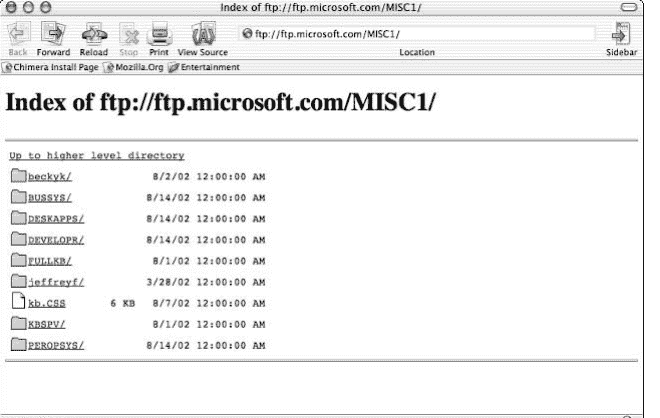 Index of ftp://ftp.microsoft.com/MISC1/
Back Forward Reload Stop Print View Source ftp://ftp.microsoft.com/MISC1/ Location Sidebar
Chimera Install Page Mozilla.Org Entertainment
Index of ftp://ftp.microsoft.com/MISC1/
Up to higher level directory
beckyk/ 8/2/02 12:00:00 AM
BUSSYS/ 8/14/02 12:00:00 AM
DESKAPPS/ 8/14/02 12:00:00 AM
DEVELOPR/ 8/14/02 12:00:00 AM
FULLKB/ 8/1/02 12:00:00 AM
jeffreyf/ 3/28/02 12:00:00 AM
kb.CSS 6 KB 8/7/02 12:00:00 AM
KBSPV/ 8/1/02 12:00:00 AM
PEROPSYS/ 8/14/02 12:00:00 AM